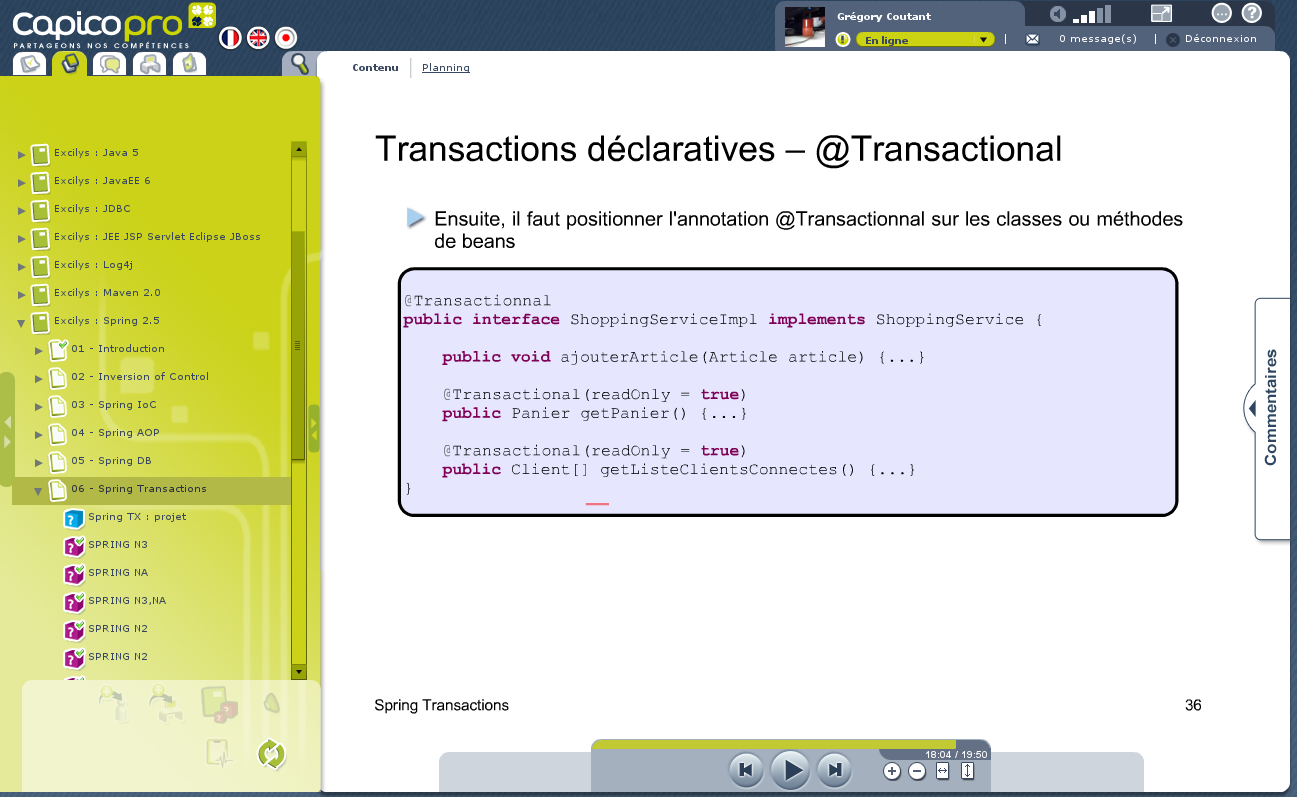 Capicopro
PARTAGEONS NOS COMPÉTENCES
Grégory Coutant
En ligne
0 message(s)
Déconnexion
Contenu
Planning
Excilys : Java 5
Excilys : JavaEE 6
Excilys : JDBC
Excilys : JEE JSP Servlet Eclipse JBoss
Excilys : Log4j
Excilys : Maven 2.0
Excilys : Spring 2.5
01 - Introduction
02 - Inversion of Control
03 - Spring IoC
04 - Spring AOP
05 - Spring DB
06 - Spring Transactions
Spring TX : projet
SPRING N3
SPRING NA
SPRING N3,NA
SPRING N2
SPRING N2
Transactions déclaratives – @Transactional
Ensuite, il faut positionner l'annotation @Transactionnal sur les classes ou méthodes
de beans
@Transactionnal
public interface ShoppingServiceImpl implements ShoppingService {
public void ajouterArticle(Article article) {...}
@Transactional(readOnly = true)
public Panier getPanier() {...}
@Transactional(readOnly = true)
public Client[] getListeClientsConnectes() {...}
}
Spring Transactions
36
Commentaires
18:04 / 19:50